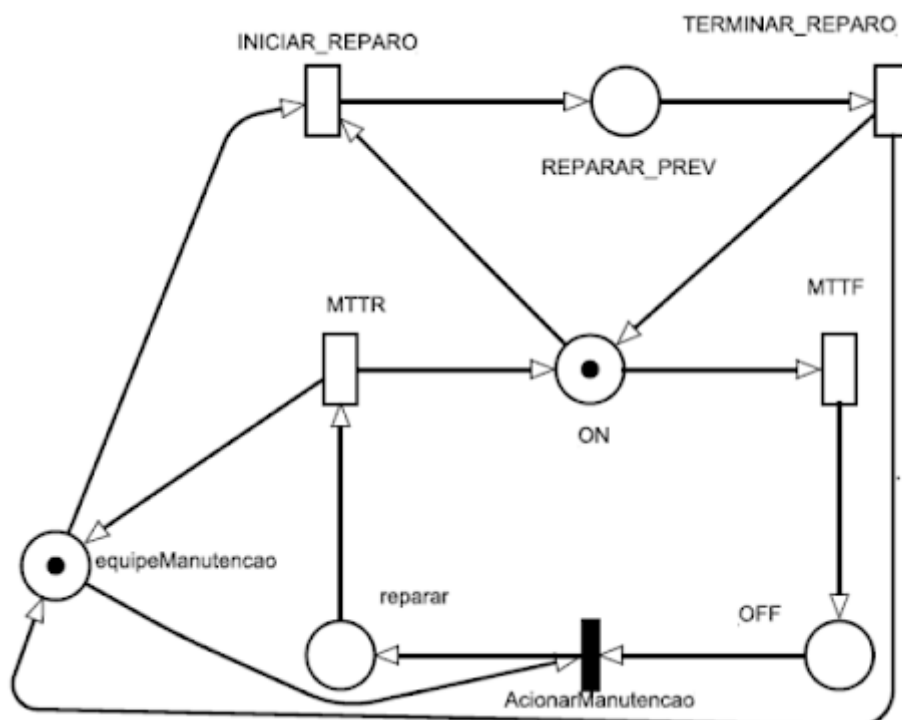 TERMINAR_REPARO
INICIAR_REPARO
REPARAR_PREV
MTTR
MTTF
ON
equipeManutencao
reparar
OFF
AcionarManutencao